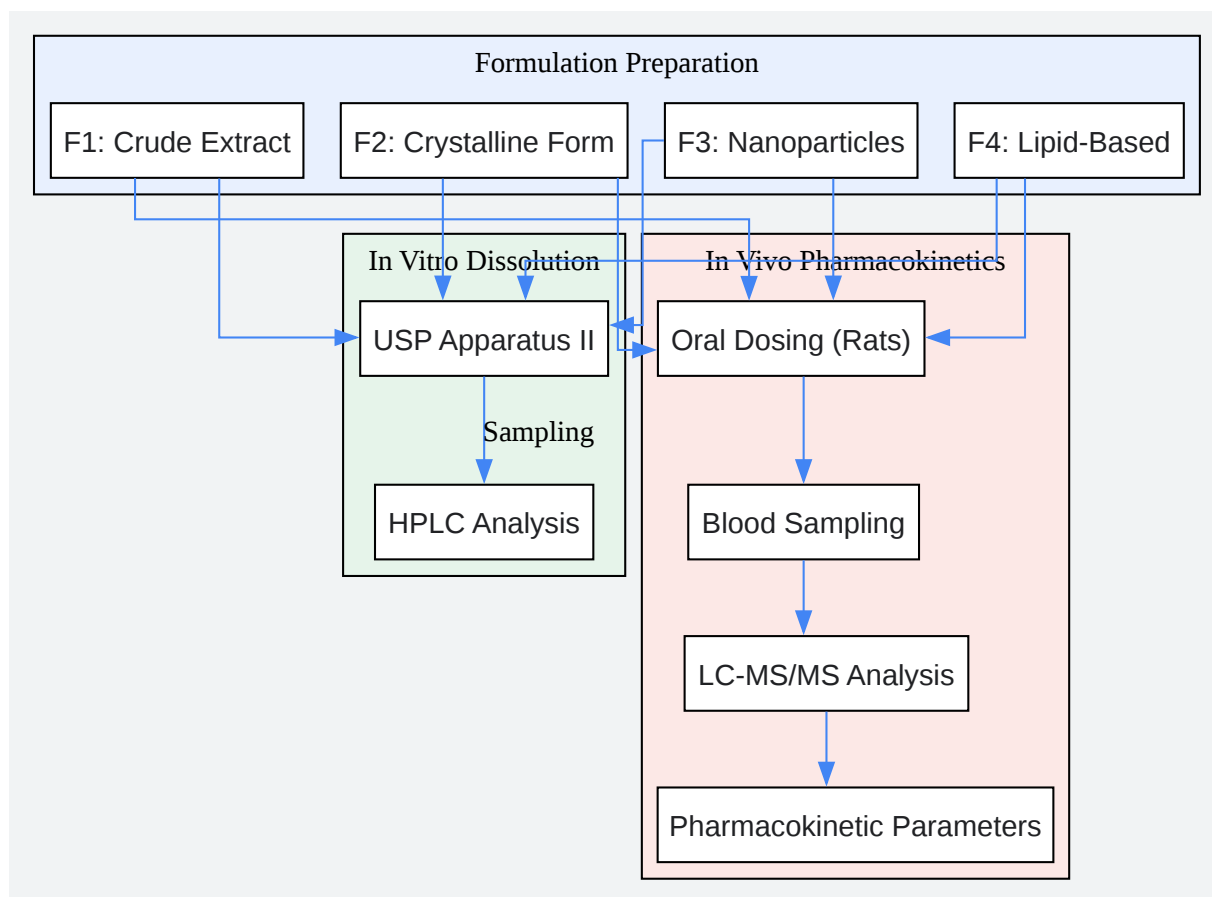 Formulation Preparation
F1: Crude Extract
F2: Crystalline Form
F3: Nanoparticles
F4: Lipid-Based
In Vitro Dissolution
In Vivo Pharmacokinetics
USP Apparatus II
Oral Dosing (Rats)
Sampling
HPLC Analysis
Blood Sampling
LC-MS/MS Analysis
Pharmacokinetic Parameters